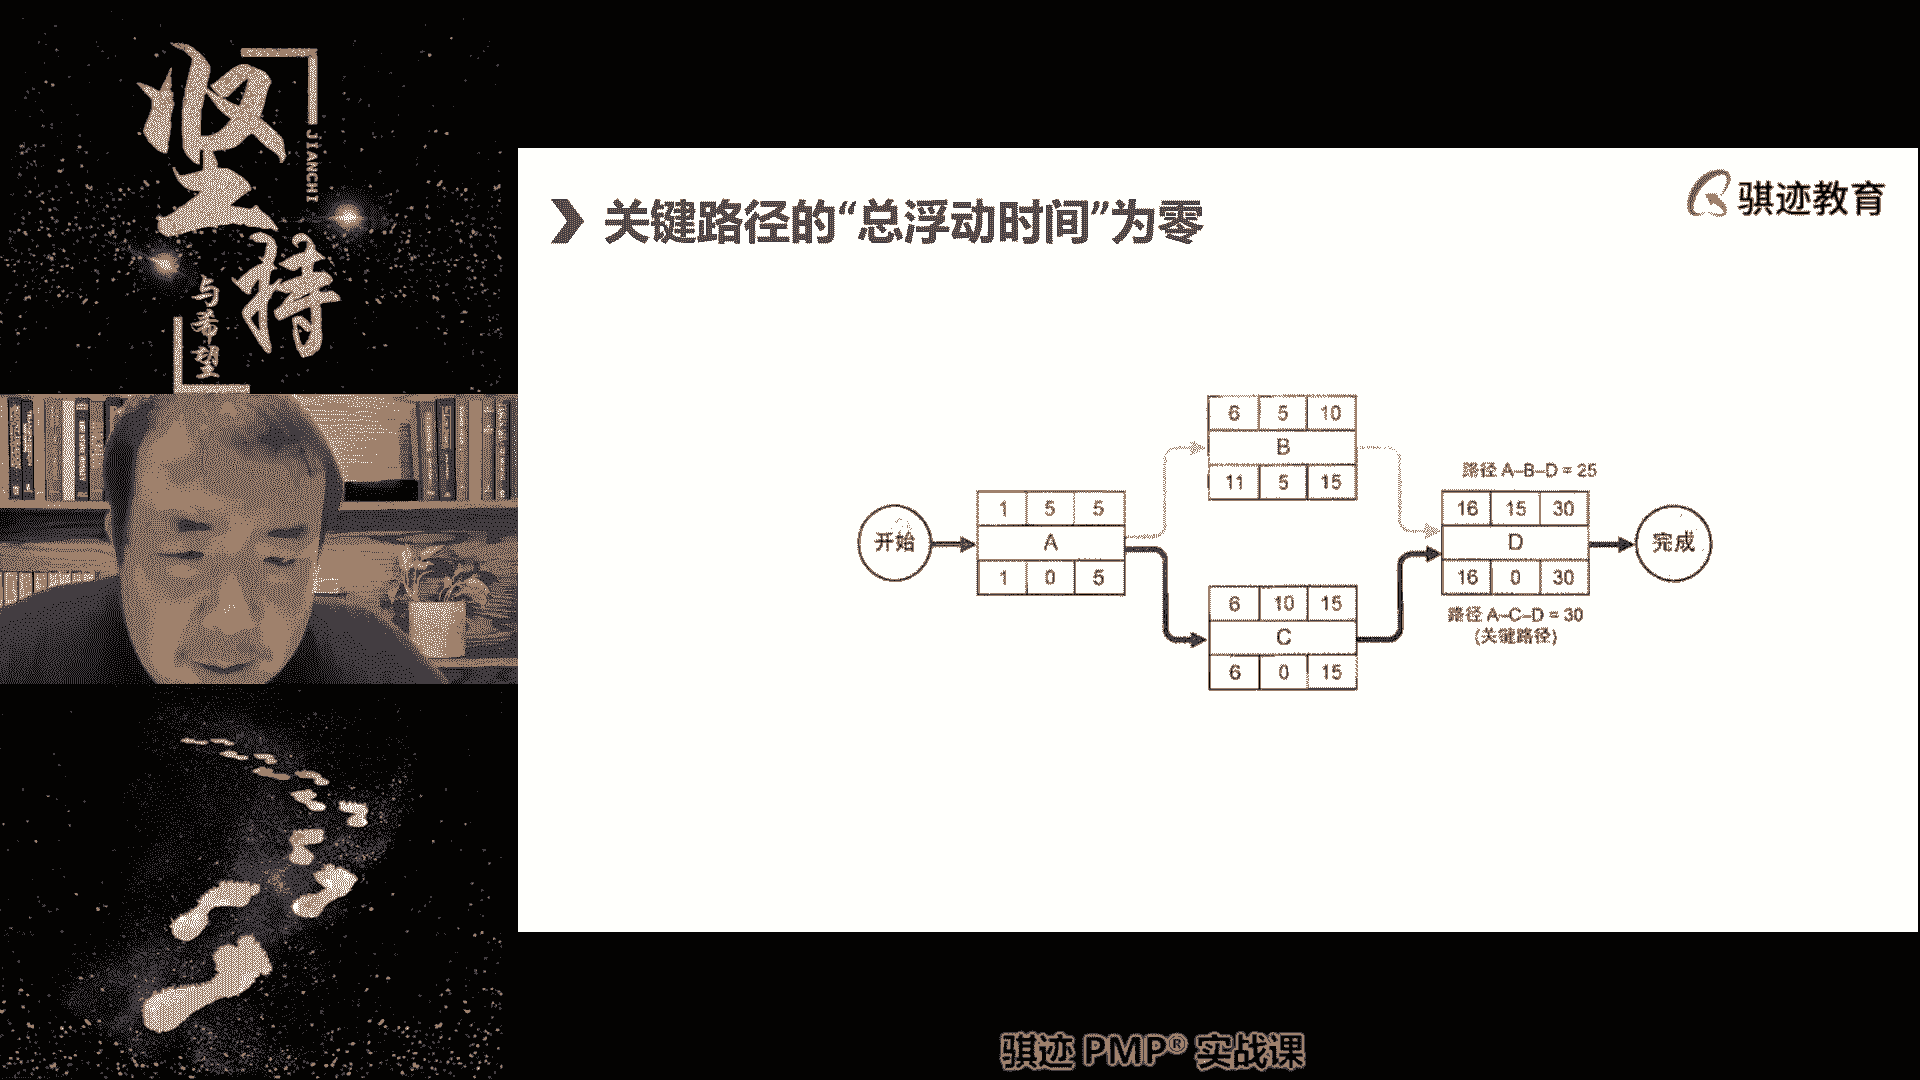 坚持
JIANCHI
与希望
关键路径的“总浮动时间”为零
骐迹教育
6 5 10
B
11 5 15
路径 A–B–D = 25
1 5 5
A
1 0 5
16 15 30
D
16 0 30
开始
完成
6 10 15
C
6 0 15
路径 A–C–D = 30
(关键路径)
骐迹 PMP® 实战课